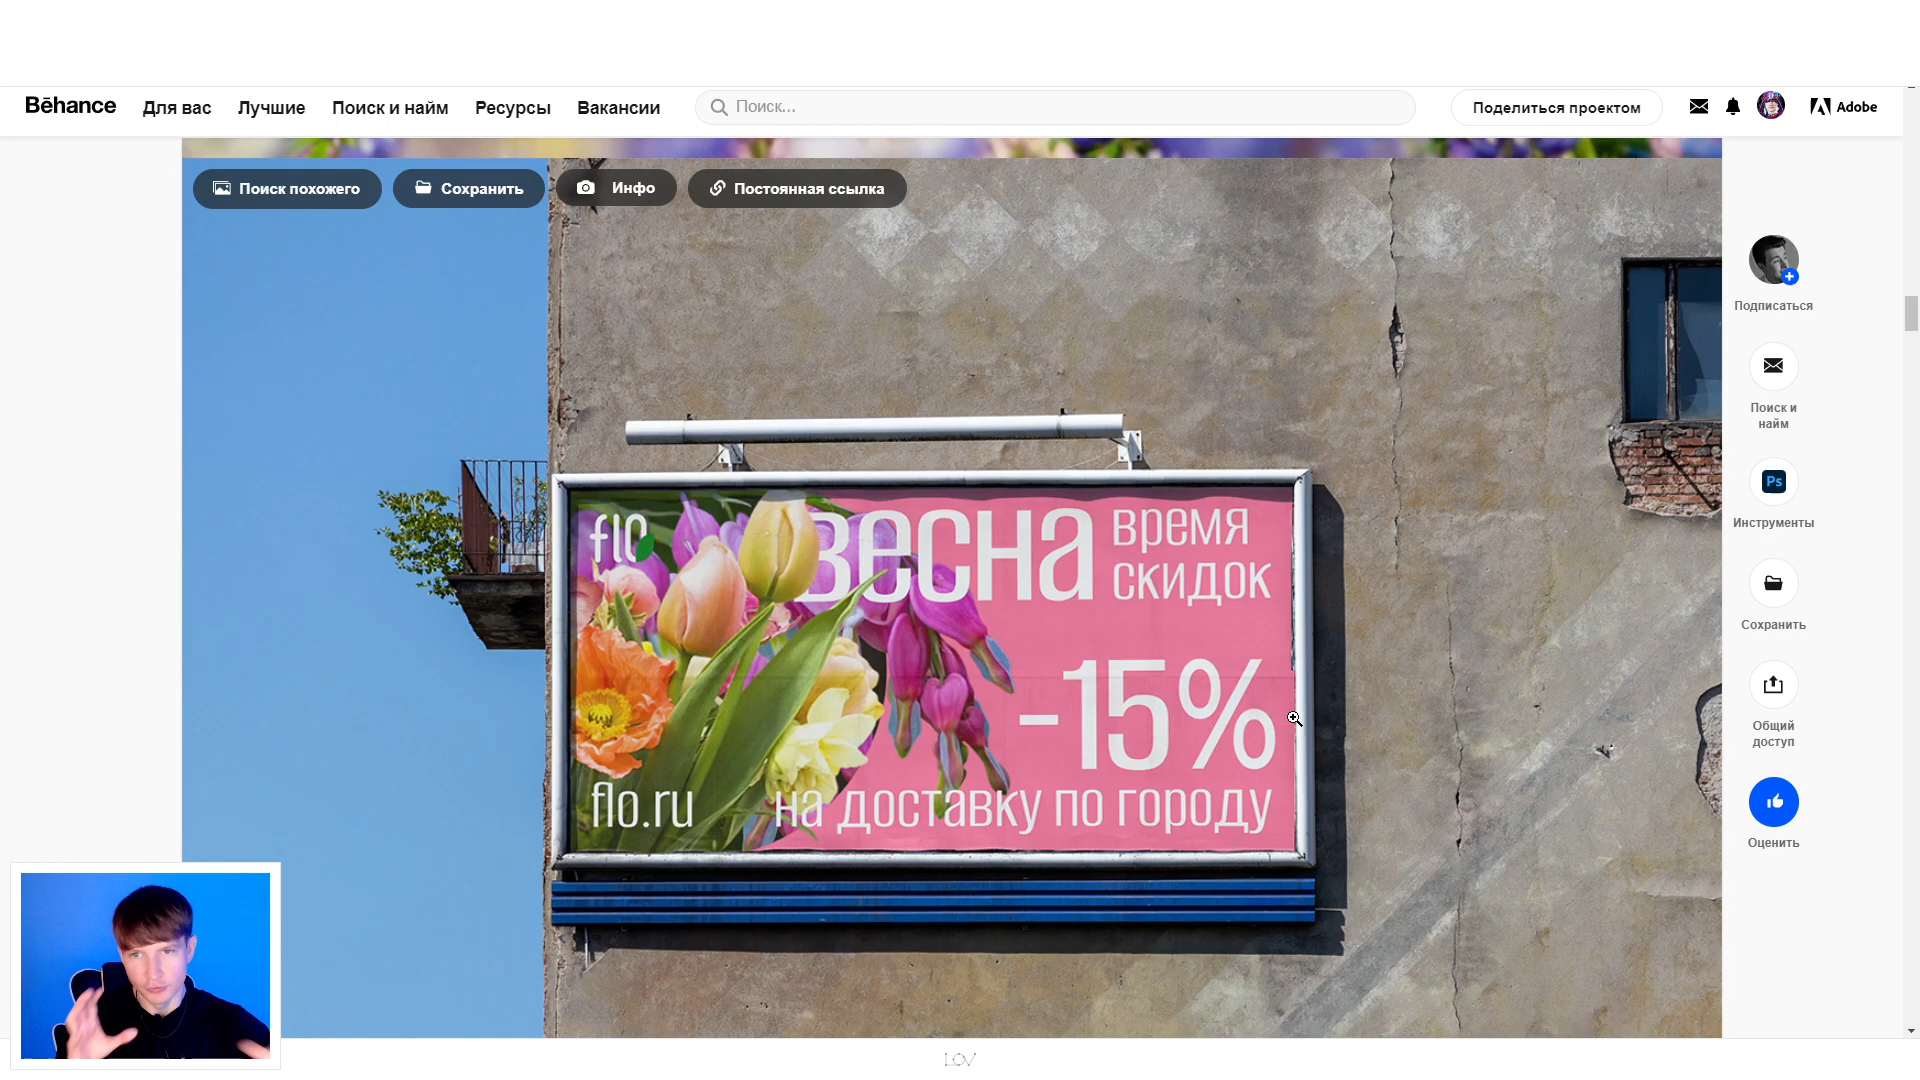 Bēhance
Для вас
Лучшие
Поиск и найм
Ресурсы
Вакансии
Поиск...
Поделиться проектом
Adobe
Поиск похожего
Сохранить
Инфо
Постоянная ссылка
Подписаться
Поиск и
найм
Ps
Инструменты
Сохранить
Общий
доступ
Оценить
flo
весна
время
скидок
-15%
на доставку по городу
flo.ru
LOV